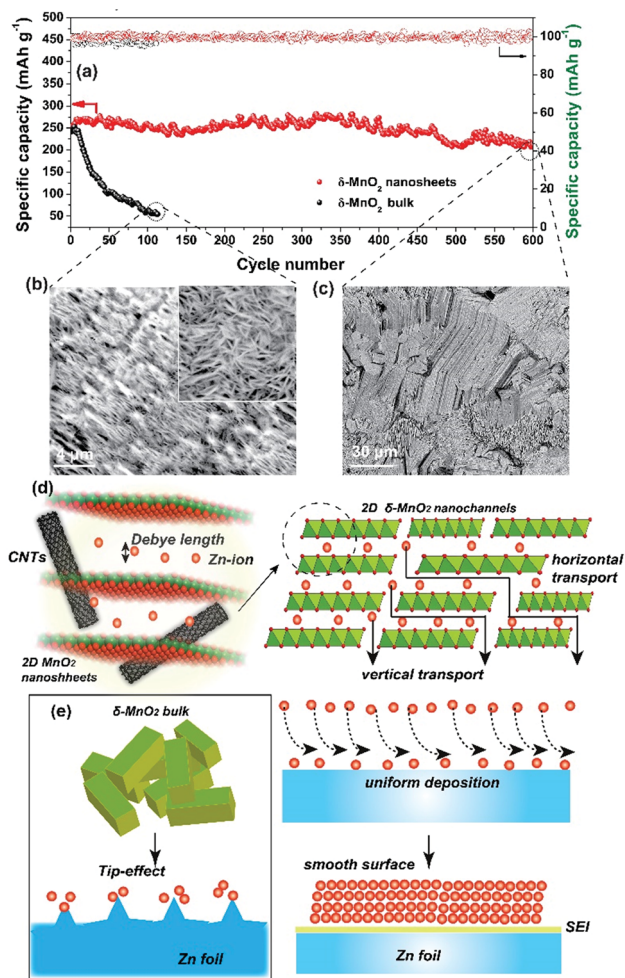 (a)
Specific capacity (mAh g⁻¹)
500
450
400
350
300
250
200
150
100
50
100
80
60
40
20
0
Specific capacity (mAh g⁻¹)
δ-MnO₂ nanosheets
δ-MnO₂ bulk
0 50 100 150 200 250 300 350 400 450 500 550 600
Cycle number
(b)
4 µm
(c)
30 µm
(d)
CNTs
Debye length
Zn-ion
2D MnO₂
nanoshheets
2D δ-MnO₂ nanochannels
horizontal
transport
vertical transport
(e)
δ-MnO₂ bulk
Tip-effect
Zn foil
uniform deposition
smooth surface
SEI
Zn foil